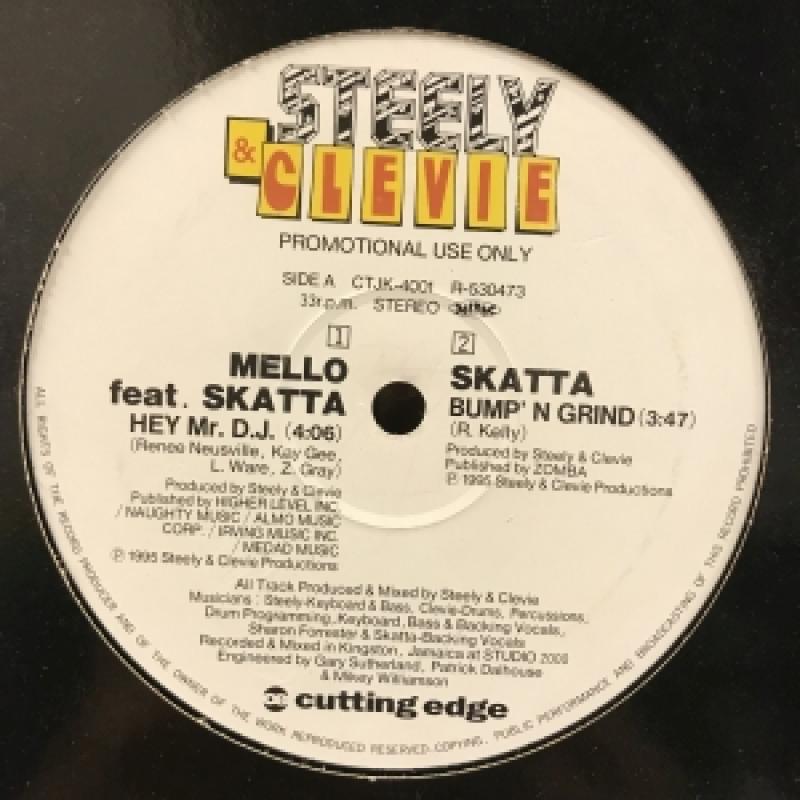 STEELY
& CLEVIE
PROMOTIONAL USE ONLY
SIDE A CTJK-4001 R-530473
33r.p.m. STEREO
1
MELLO
feat. SKATTA
HEY Mr. D.J. (4:06)
(Renee Neusville, Kay Gee,
L. Ware, Z. Gray)
Produced by Steely & Clevie
Published by HIGHER LEVEL INC.
/ NAUGHTY MUSIC / ALMO MUSIC
CORP. / IRVING MUSIC INC.
/ MEDAD MUSIC
℗ 1995 Steely & Clevie Productions
2
SKATTA
BUMP' N GRIND (3:47)
(R. Kelly)
Produced by Steely & Clevie
Published by ZOMBA
℗ 1995 Steely & Clevie Productions
All Track Produced & Mixed by Steely & Clevie
Musicians : Steely-Keyboard & Bass, Clevie-Drums, Percussions,
Drum Programming, Keyboard, Bass & Backing Vocals,
Sharon Forrester & Skatta-Backing Vocals
Recorded & Mixed in Kingston, Jamaica at STUDIO 2000
Engineered by Gary Sutherland, Patrick Dalhouse
& Mikey Williamson
cutting edge
ALL RIGHTS OF THE RECORD PRODUCER AND OF THE OWNER OF THE WORK REPRODUCED RESERVED. COPYING, PUBLIC PERFORMANCE AND BROADCASTING OF THIS RECORD PROHIBITED